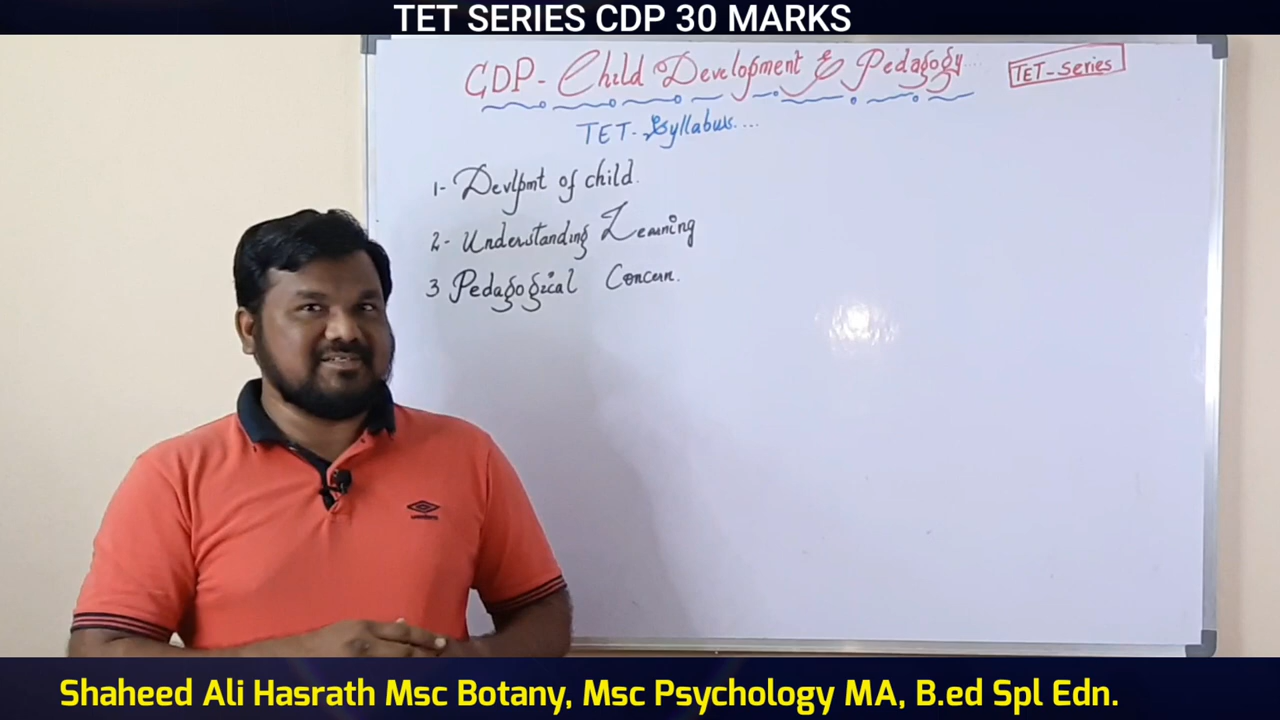 TET SERIES CDP 30 MARKS
CDP - Child Development & Pedagogy....
TET-Series
TET - Syllabus....
1- Devlpmt of child.
2- Understanding Learning
3 Pedagogical Concern.
Shaheed Ali Hasrath Msc Botany, Msc Psychology MA, B.ed Spl Edn.